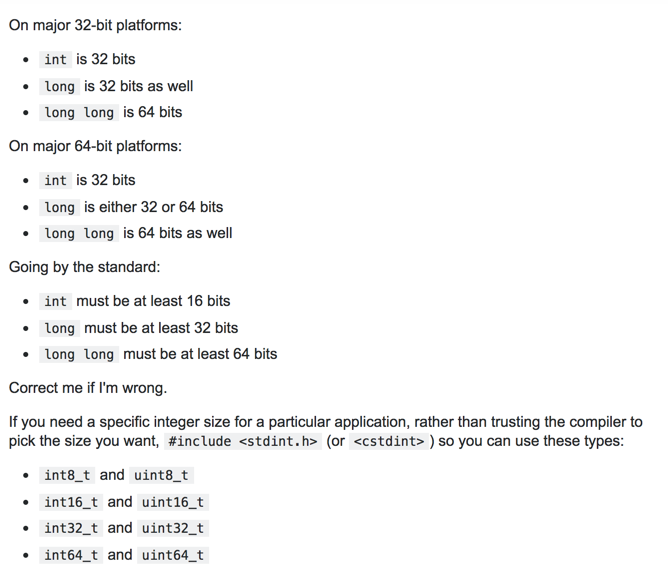 On major 32-bit platforms:
• int is 32 bits
• long is 32 bits as well
• long long is 64 bits
On major 64-bit platforms:
• int is 32 bits
• long is either 32 or 64 bits
• long long is 64 bits as well
Going by the standard:
• int must be at least 16 bits
• long must be at least 32 bits
• long long must be at least 64 bits
Correct me if I'm wrong.
If you need a specific integer size for a particular application, rather than trusting the compiler to
pick the size you want, #include <stdint.h> (or <cstdint> ) so you can use these types:
• int8_t and uint8_t
• int16_t and uint16_t
• int32_t and uint32_t
• int64_t and uint64_t